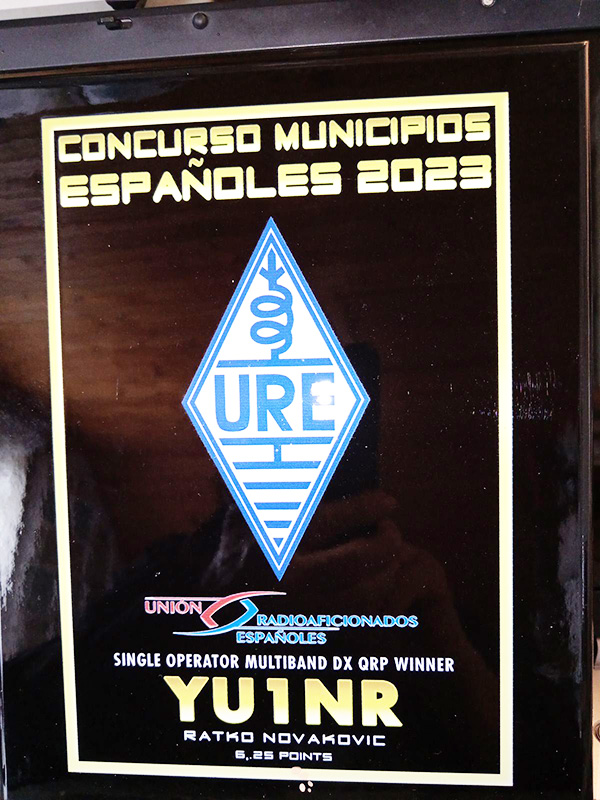 CONCURSO MUNICIPIOS
ESPAÑOLES 2023
URE
UNIÓN
RADIOAFICIONADOS
ESPAÑOLES
SINGLE OPERATOR MULTIBAND DX QRP WINNER
YU1NR
RATKO NOVAKOVIC
6,.25 POINTS